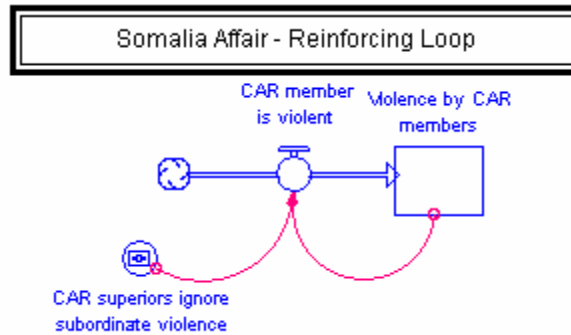 Somalia Affair - Reinforcing Loop
CAR member
is violent
Violence by CAR
members
CAR superiors ignore
subordinate violence